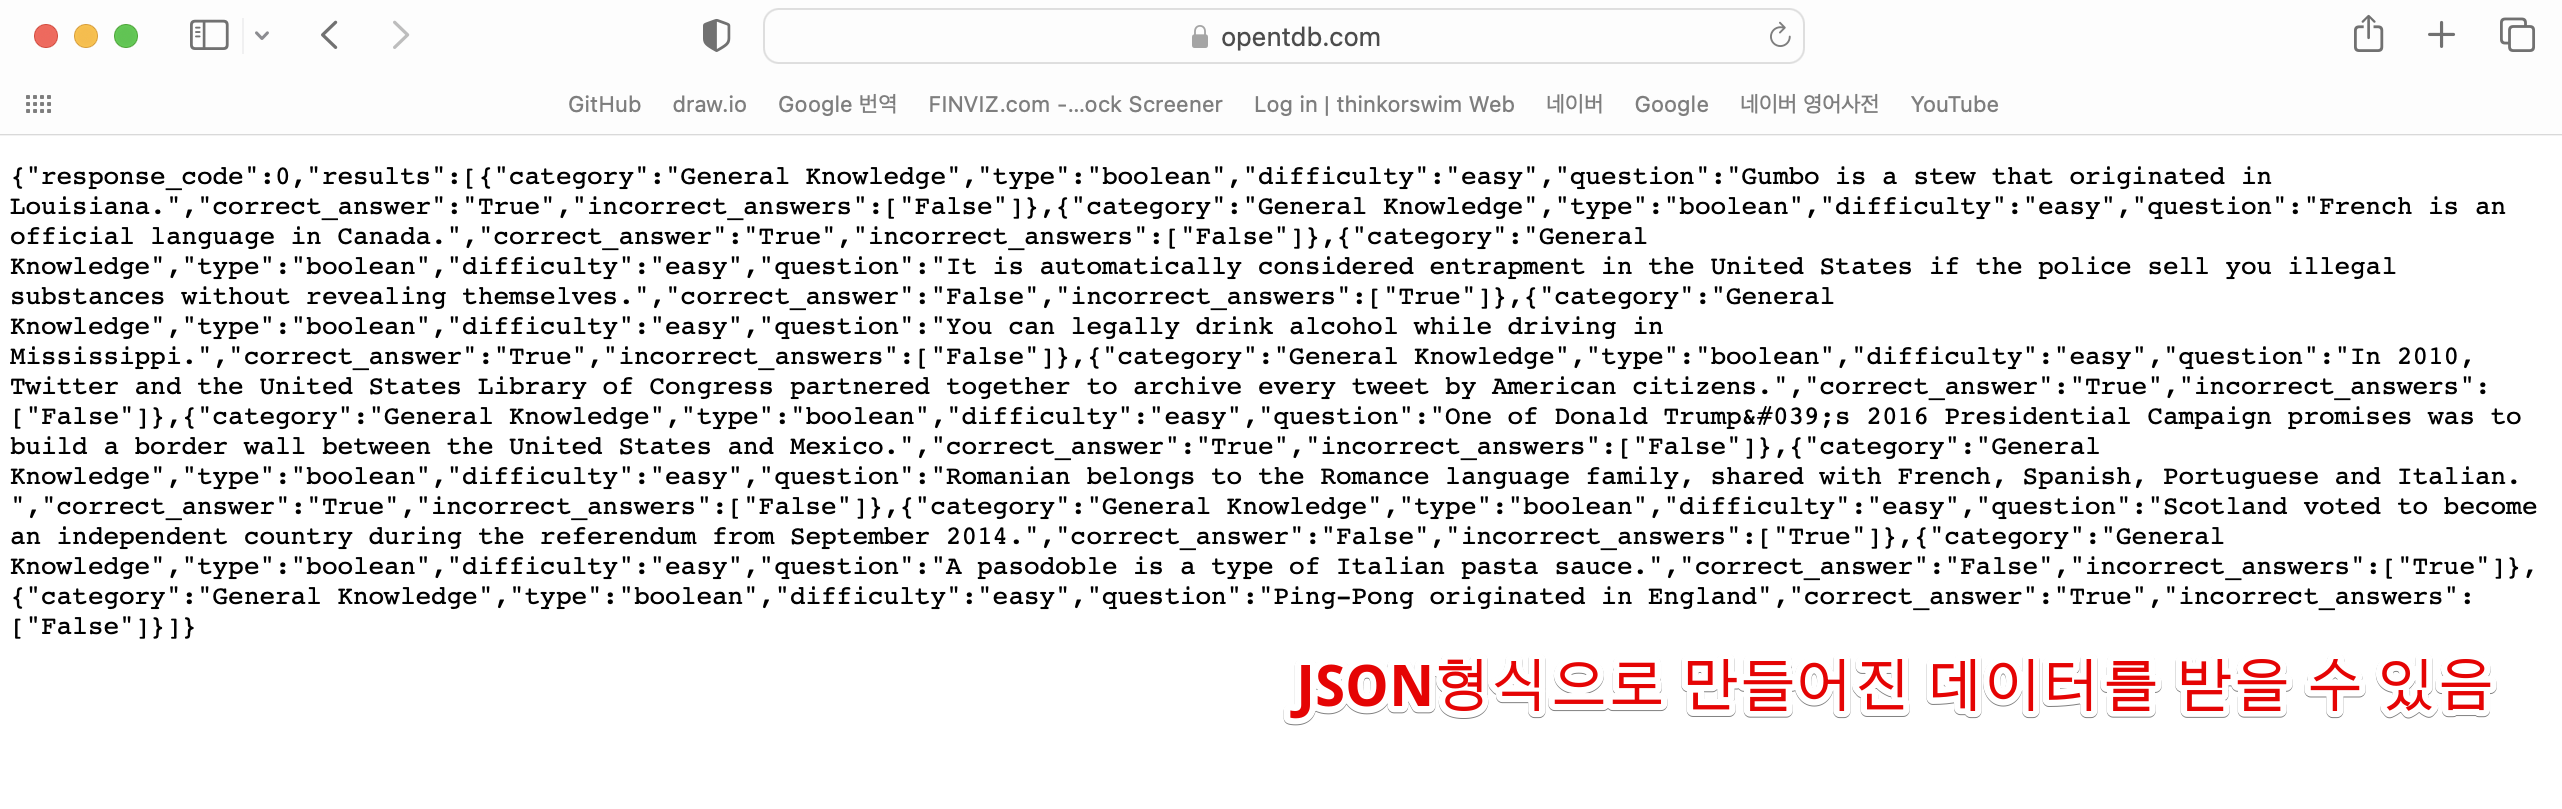 opentdb.com
GitHub draw.io Google 번역 FINVIZ.com -...ock Screener Log in | thinkorswim Web 네이버 Google 네이버 영어사전 YouTube
{"response_code":0,"results":[{"category":"General Knowledge","type":"boolean","difficulty":"easy","question":"Gumbo is a stew that originated in
Louisiana.","correct_answer":"True","incorrect_answers":["False"]},{"category":"General Knowledge","type":"boolean","difficulty":"easy","question":"French is an
official language in Canada.","correct_answer":"True","incorrect_answers":["False"]},{"category":"General
Knowledge","type":"boolean","difficulty":"easy","question":"It is automatically considered entrapment in the United States if the police sell you illegal
substances without revealing themselves.","correct_answer":"False","incorrect_answers":["True"]},{"category":"General
Knowledge","type":"boolean","difficulty":"easy","question":"You can legally drink alcohol while driving in
Mississippi.","correct_answer":"True","incorrect_answers":["False"]},{"category":"General Knowledge","type":"boolean","difficulty":"easy","question":"In 2010,
Twitter and the United States Library of Congress partnered together to archive every tweet by American citizens.","correct_answer":"True","incorrect_answers":
["False"]},{"category":"General Knowledge","type":"boolean","difficulty":"easy","question":"One of Donald Trump&#039;s 2016 Presidential Campaign promises was to
build a border wall between the United States and Mexico.","correct_answer":"True","incorrect_answers":["False"]},{"category":"General
Knowledge","type":"boolean","difficulty":"easy","question":"Romanian belongs to the Romance language family, shared with French, Spanish, Portuguese and Italian.
","correct_answer":"True","incorrect_answers":["False"]},{"category":"General Knowledge","type":"boolean","difficulty":"easy","question":"Scotland voted to become
an independent country during the referendum from September 2014.","correct_answer":"False","incorrect_answers":["True"]},{"category":"General
Knowledge","type":"boolean","difficulty":"easy","question":"A pasodoble is a type of Italian pasta sauce.","correct_answer":"False","incorrect_answers":["True"]},
{"category":"General Knowledge","type":"boolean","difficulty":"easy","question":"Ping-Pong originated in England","correct_answer":"True","incorrect_answers":
["False"]}]}
JSON형식으로 만들어진 데이터를 받을 수 있음